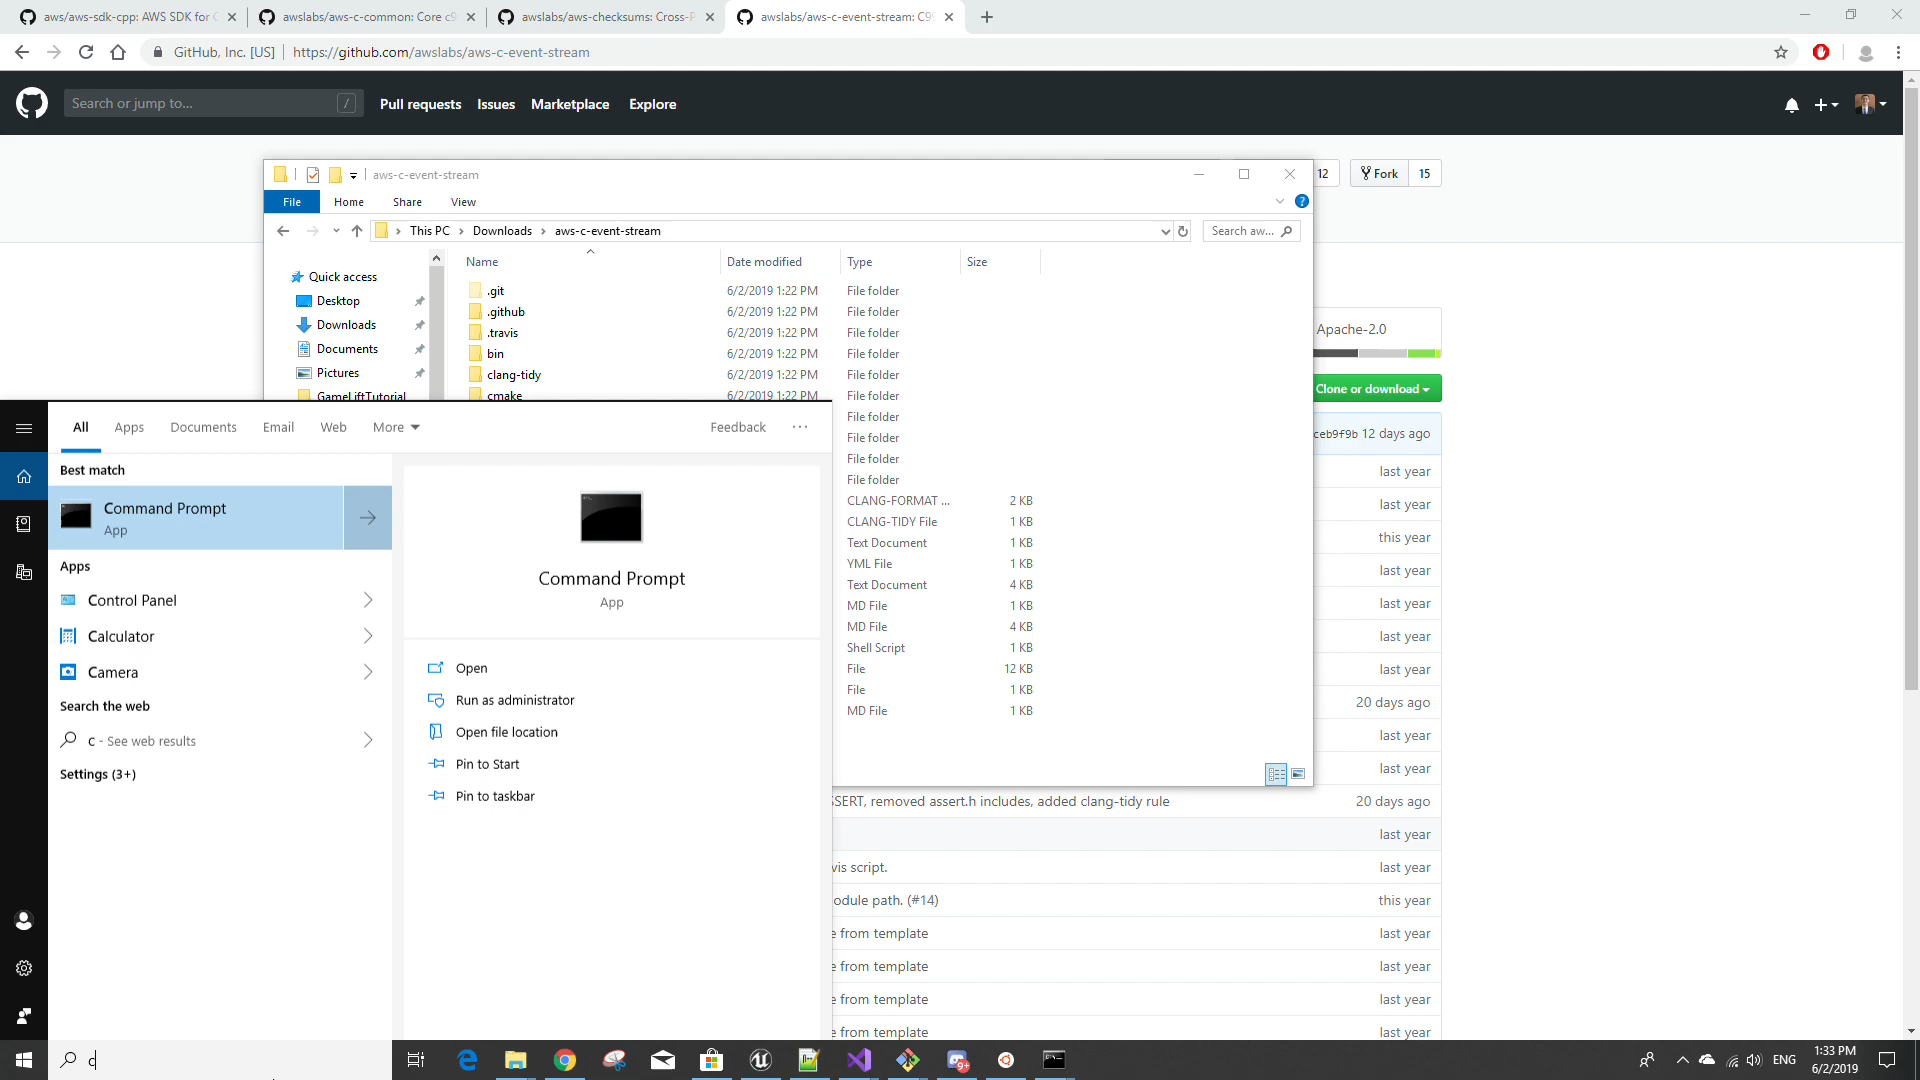 aws/aws-sdk-cpp: AWS SDK for C
awslabs/aws-c-common: Core c9
awslabs/aws-checksums: Cross-P
awslabs/aws-c-event-stream: C99
GitHub, Inc. [US]
https://github.com/awslabs/aws-c-event-stream
Search or jump to...
/
Pull requests
Issues
Marketplace
Explore
12
Fork
15
aws-c-event-stream
File
Home
Share
View
This PC
Downloads
aws-c-event-stream
Search aw...
Name
Date modified
Type
Size
Quick access
Desktop
Downloads
Documents
Pictures
GameLiftTutorial
.git 6/2/2019 1:22 PM File folder
.github 6/2/2019 1:22 PM File folder
.travis 6/2/2019 1:22 PM File folder
bin 6/2/2019 1:22 PM File folder
clang-tidy 6/2/2019 1:22 PM File folder
cmake 6/2/2019 1:22 PM File folder
File folder
File folder
File folder
File folder
CLANG-FORMAT ... 2 KB
CLANG-TIDY File 1 KB
Text Document 1 KB
YML File 1 KB
Text Document 4 KB
MD File 1 KB
MD File 4 KB
Shell Script 1 KB
File 12 KB
File 1 KB
MD File 1 KB
Apache-2.0
Clone or download
ceb9f9b 12 days ago
last year
last year
this year
last year
last year
last year
last year
20 days ago
last year
last year
SSERT, removed assert.h includes, added clang-tidy rule 20 days ago
last year
vis script. last year
odule path. (#14) this year
e from template last year
e from template last year
e from template last year
e from template last year
All
Apps
Documents
Email
Web
More
Feedback
Best match
Command Prompt
App
Apps
Control Panel
Calculator
Camera
Search the web
c - See web results
Settings (3+)
Command Prompt
App
Open
Run as administrator
Open file location
Pin to Start
Pin to taskbar
c
9+
ENG
1:33 PM
6/2/2019